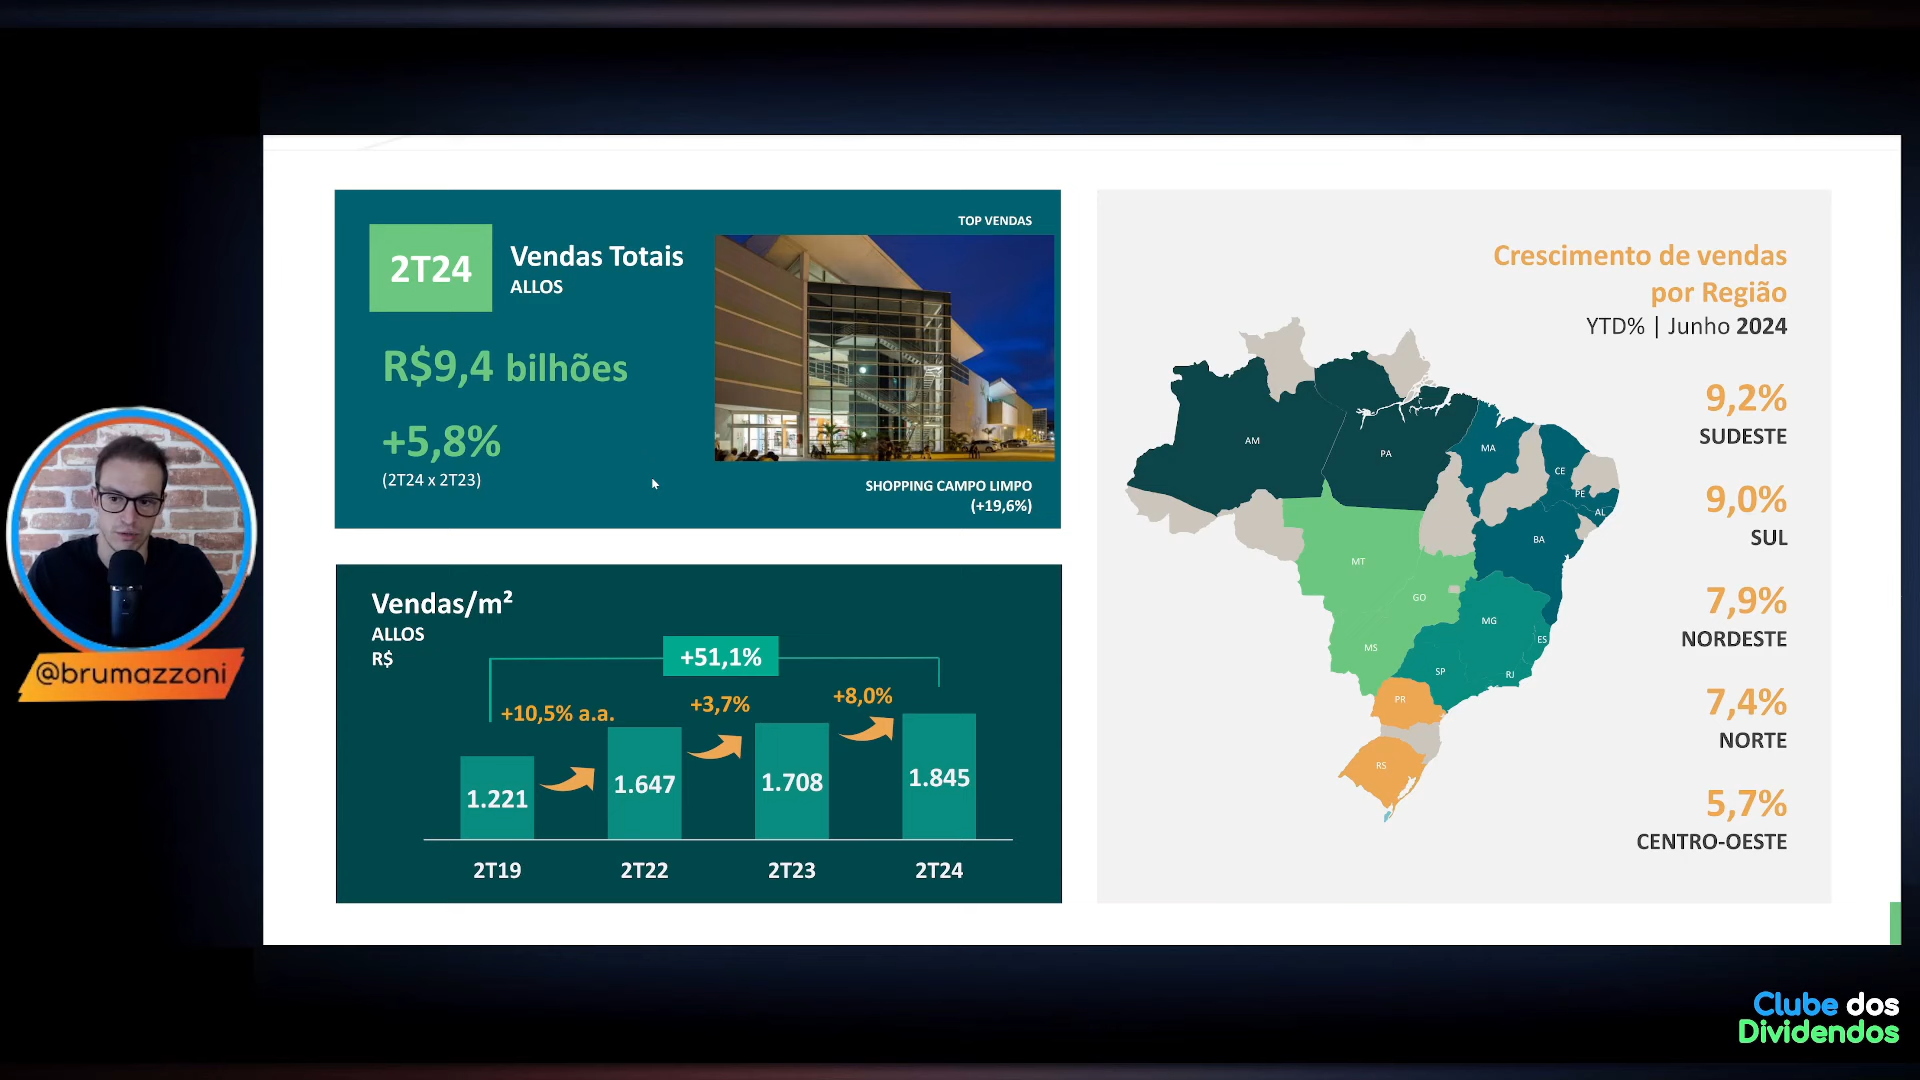 2T24
Vendas Totais
ALLOS
R$9,4 bilhões
+5,8%
(2T24 x 2T23)
TOP VENDAS
SHOPPING CAMPO LIMPO
(+19,6%)
Vendas/m²
ALLOS
R$
+51,1%
+10,5% a.a.
+3,7%
+8,0%
1.221
1.647
1.708
1.845
2T19
2T22
2T23
2T24
Crescimento de vendas
por Região
YTD% | Junho 2024
9,2%
SUDESTE
9,0%
SUL
7,9%
NORDESTE
7,4%
NORTE
5,7%
CENTRO-OESTE
AM
PA
MA
CE
PE
AL
BA
MT
GO
MG
ES
MS
SP
RJ
PR
RS
@brumazzoni
Clube dos
Dividendos